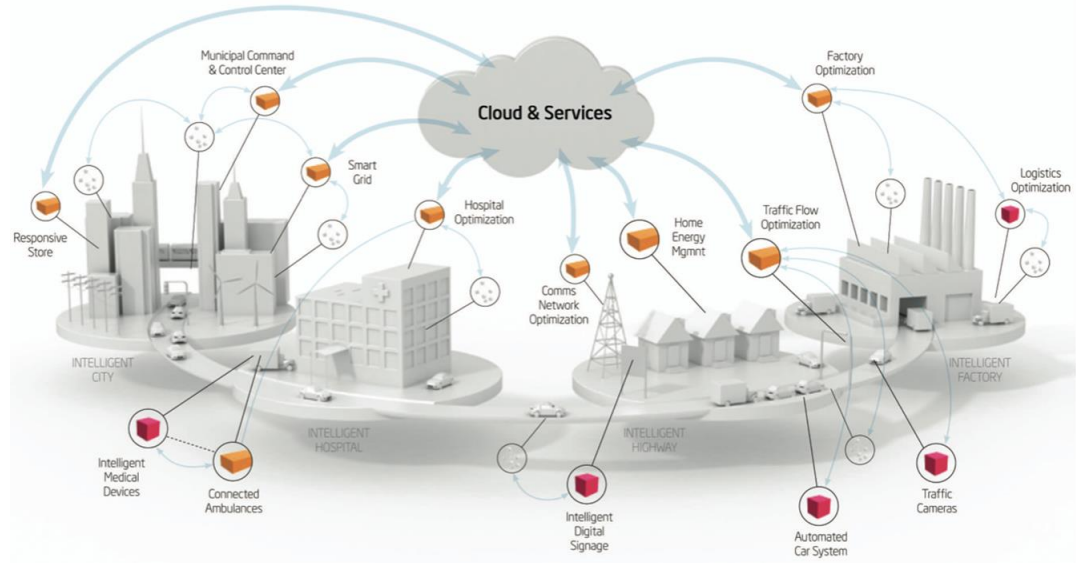 Municipal Command
& Control Center
Factory
Optimization
Cloud & Services
Smart
Grid
Logistics
Optimization
Hospital
Optimization
Traffic Flow
Optimization
Responsive
Store
Home
Energy
Mgmnt
Comms
Network
Optimization
INTELLIGENT
CITY
INTELLIGENT
FACTORY
INTELLIGENT
HOSPITAL
INTELLIGENT
HIGHWAY
Intelligent
Medical
Devices
Connected
Ambulances
Intelligent
Digital
Signage
Automated
Car System
Traffic
Cameras